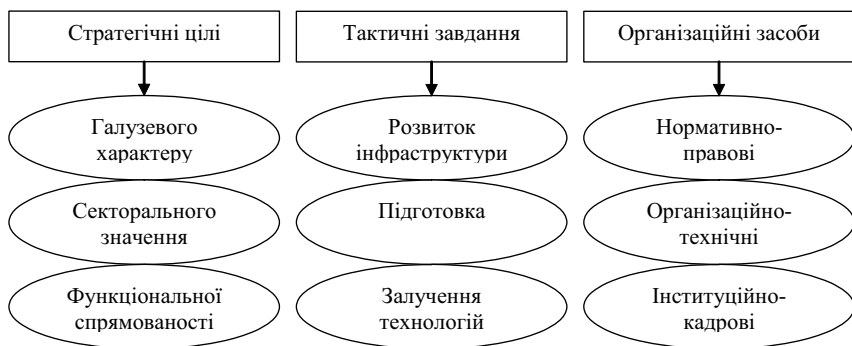 Стратегічні цілі
Тактичні завдання
Організаційні засоби
Галузевого
характеру
Розвиток
інфраструктури
Нормативно-
правові
Секторального
значення
Підготовка
Організаційно-
технічні
Функціональної
спрямованості
Залучення
технологій
Інституційно-
кадрові